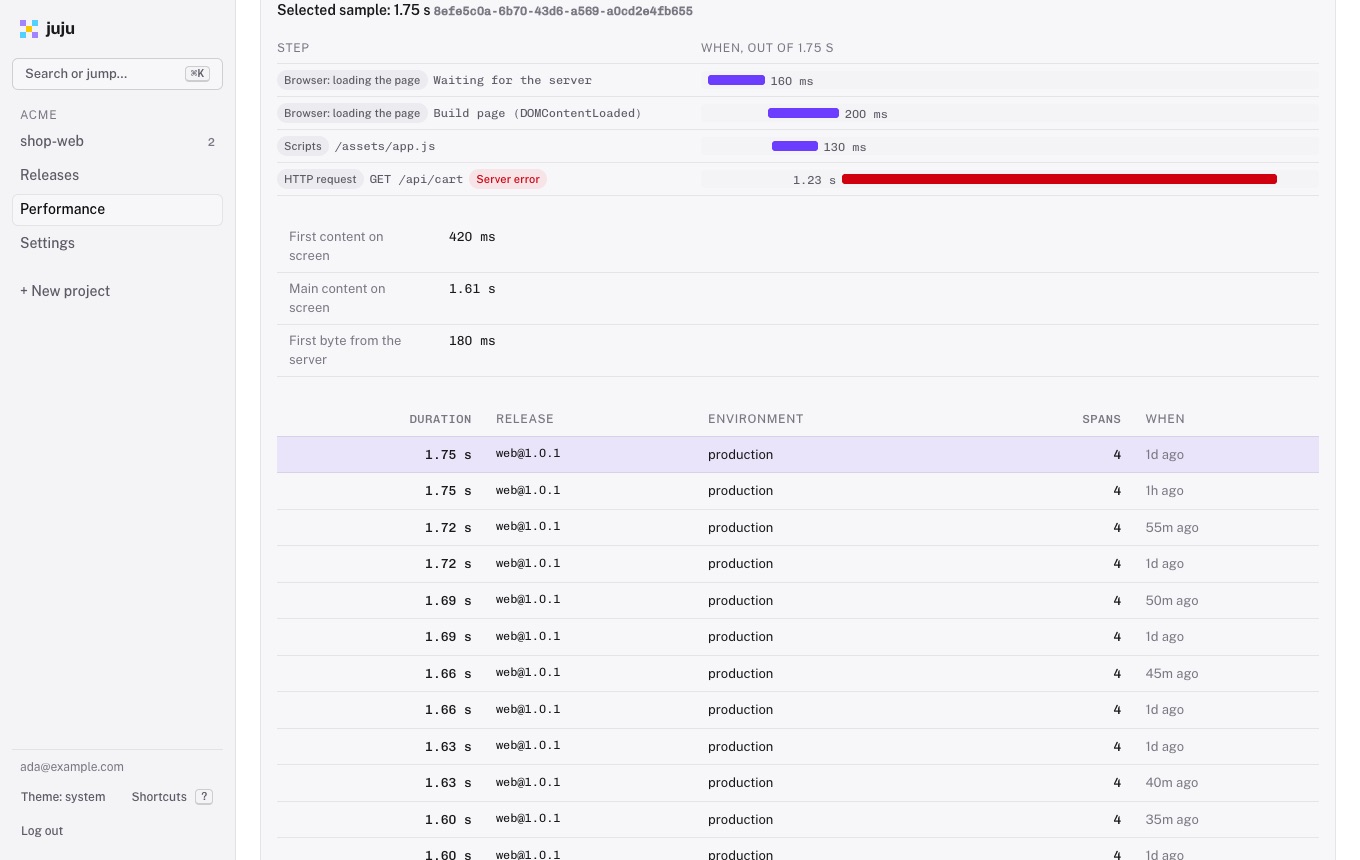 juju
Search or jump... ⌘K
ACME
shop-web 2
Releases
Performance
Settings
+ New project
ada@example.com
Theme: system Shortcuts ?
Log out
Selected sample: 1.75 s 8efe5c0a-6b70-43d6-a569-a0cd2e4fb655
STEP WHEN, OUT OF 1.75 S
Browser: loading the page Waiting for the server 160 ms
Browser: loading the page Build page (DOMContentLoaded) 200 ms
Scripts /assets/app.js 130 ms
HTTP request GET /api/cart Server error 1.23 s
First content on
screen
420 ms
Main content on
screen
1.61 s
First byte from the
server
180 ms
DURATION RELEASE ENVIRONMENT SPANS WHEN
1.75 s web@1.0.1 production 4 1d ago
1.75 s web@1.0.1 production 4 1h ago
1.72 s web@1.0.1 production 4 55m ago
1.72 s web@1.0.1 production 4 1d ago
1.69 s web@1.0.1 production 4 50m ago
1.69 s web@1.0.1 production 4 1d ago
1.66 s web@1.0.1 production 4 45m ago
1.66 s web@1.0.1 production 4 1d ago
1.63 s web@1.0.1 production 4 1d ago
1.63 s web@1.0.1 production 4 40m ago
1.60 s web@1.0.1 production 4 35m ago
1.60 s web@1.0.1 production 4 1d ago